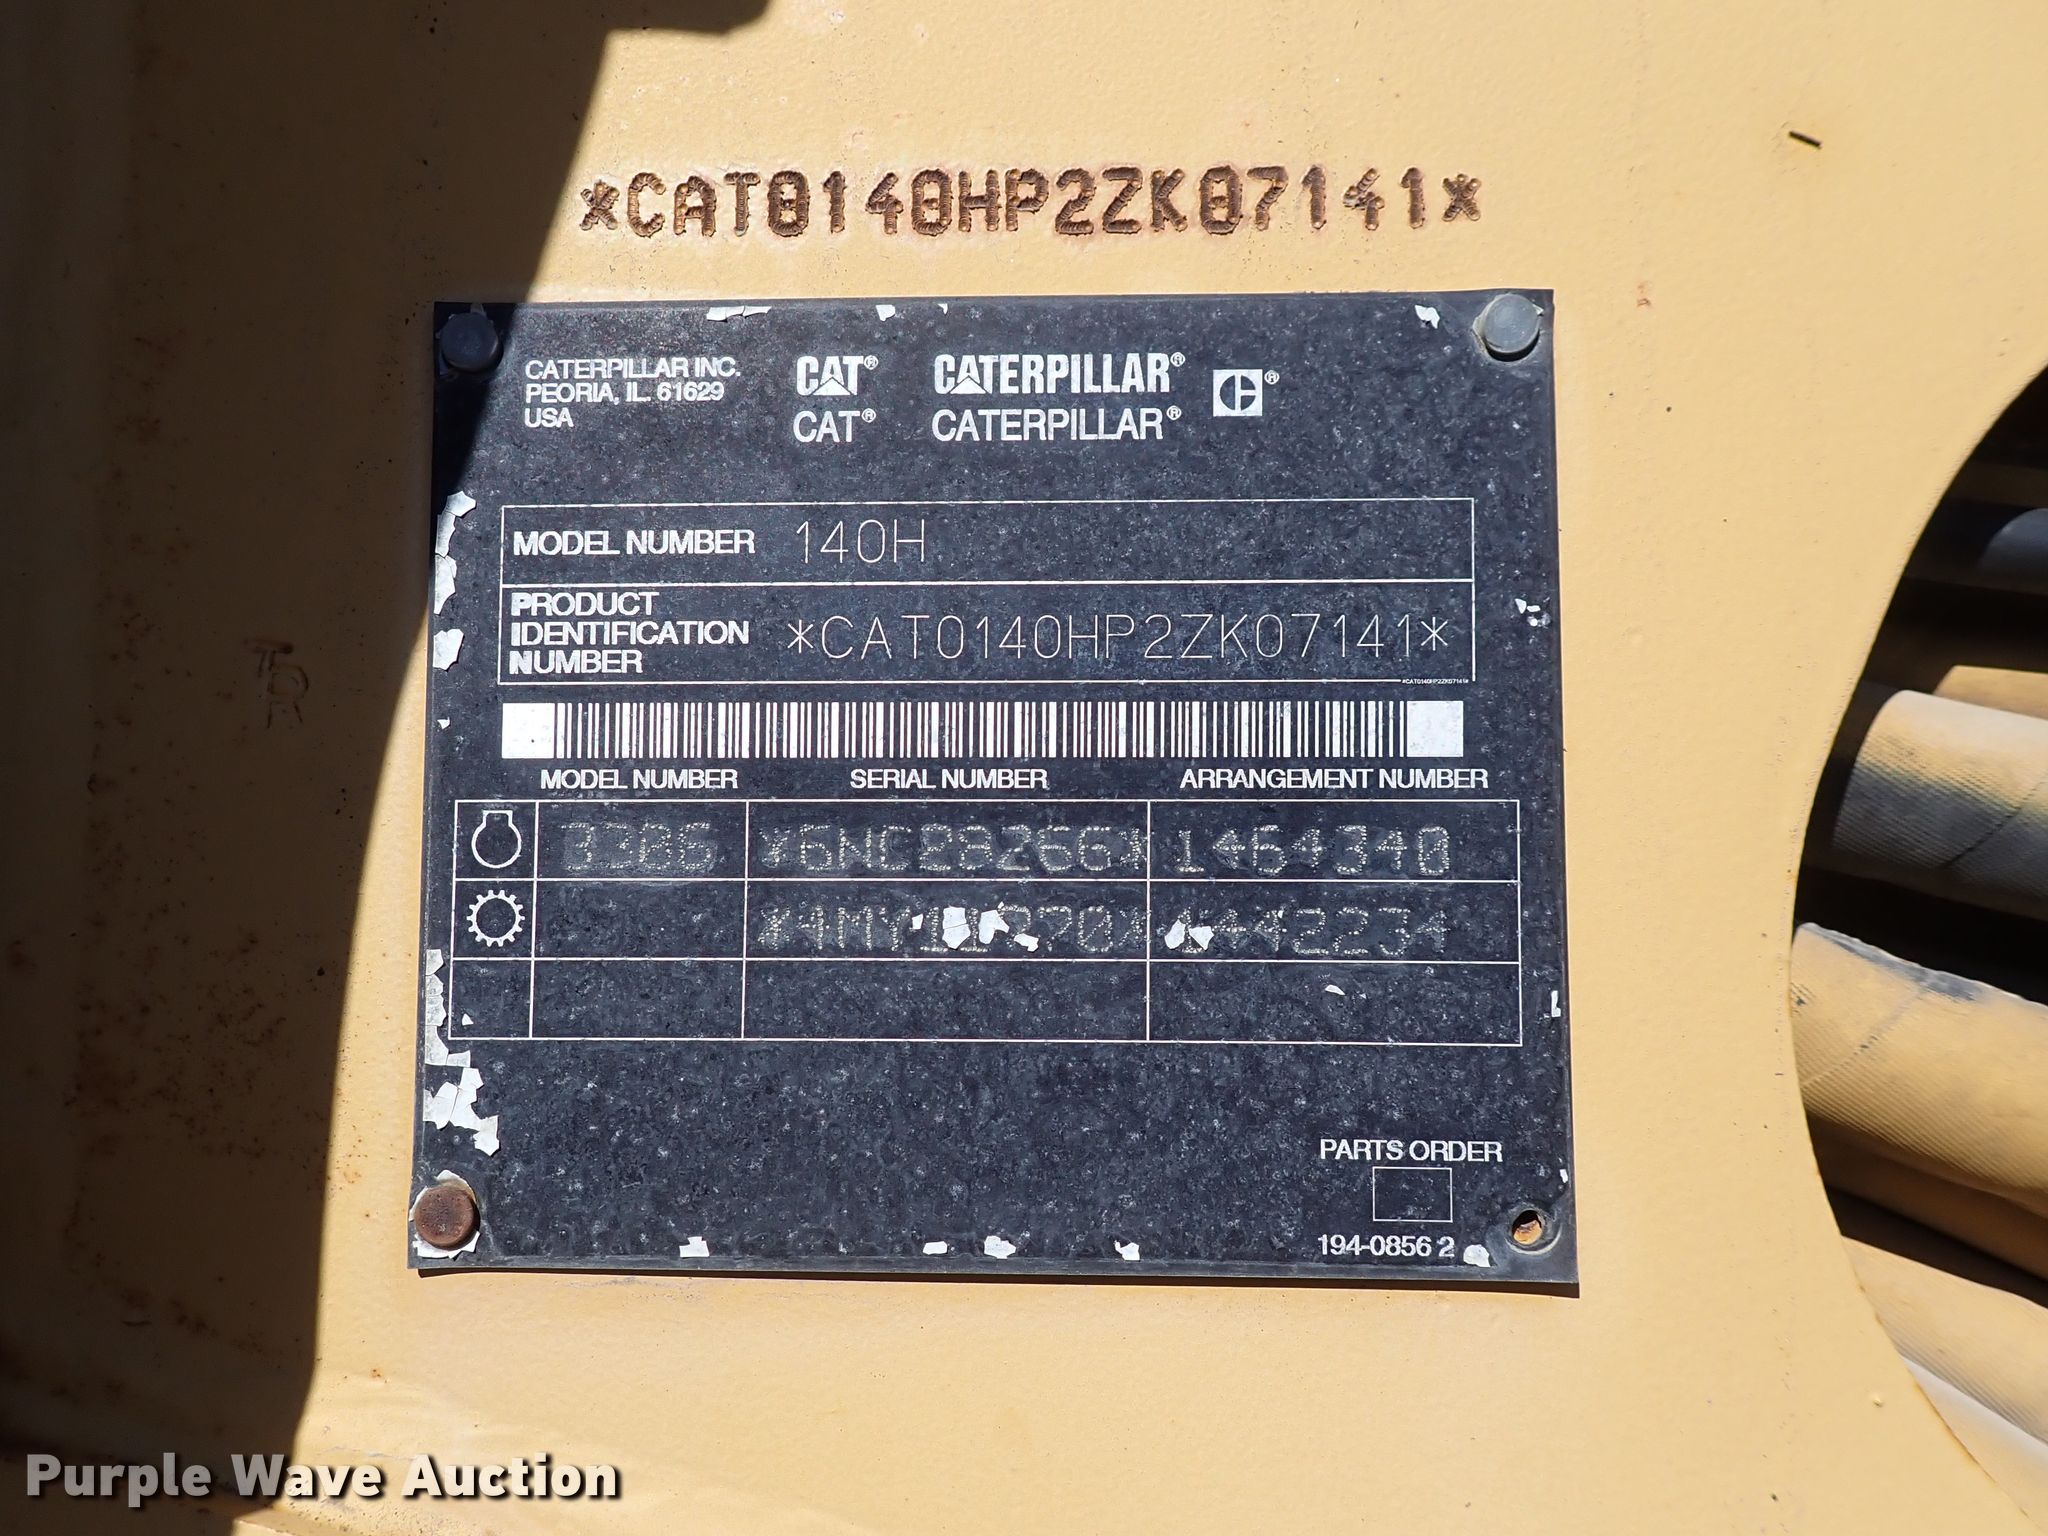 *CAT0140HP2ZK07141*
CATERPILLAR INC.
PEORIA, IL. 61629
USA
CAT® CATERPILLAR®
CAT® CATERPILLAR®
MODEL NUMBER 140H
PRODUCT
IDENTIFICATION
NUMBER
*CAT0140HP2ZK07141*
*CAT0140HP2ZK07141*
MODEL NUMBER SERIAL NUMBER ARRANGEMENT NUMBER
3306 *6NC28266* 1464340
PARTS ORDER
194-0856 2
Purple Wave Auction